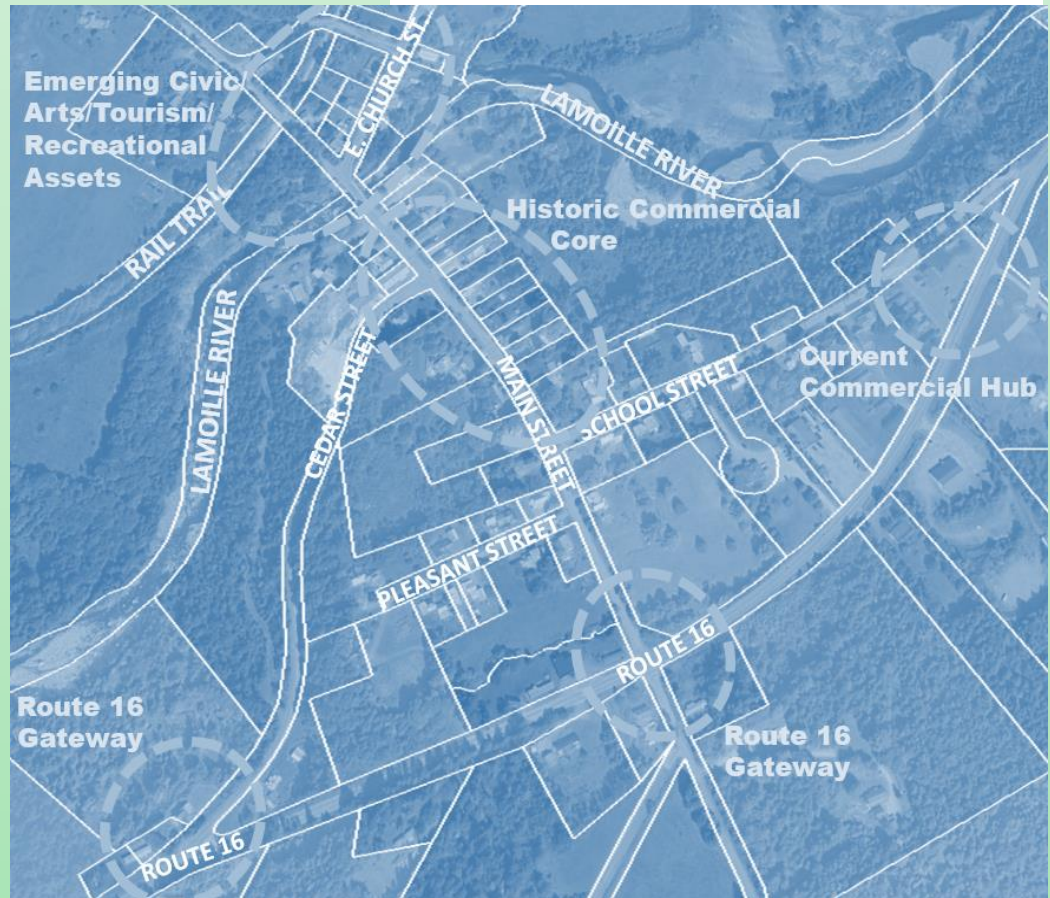 E. CHURCH ST
Emerging Civic/
Arts/Tourism/
Recreational
Assets
LAMOILLE RIVER
RAIL TRAIL
Historic Commercial
Core
LAMOILLE RIVER
CEDAR STREET
MAIN STREET
SCHOOL STREET
Current
Commercial Hub
PLEASANT STREET
ROUTE 16
Route 16
Gateway
Route 16
Gateway
ROUTE 16